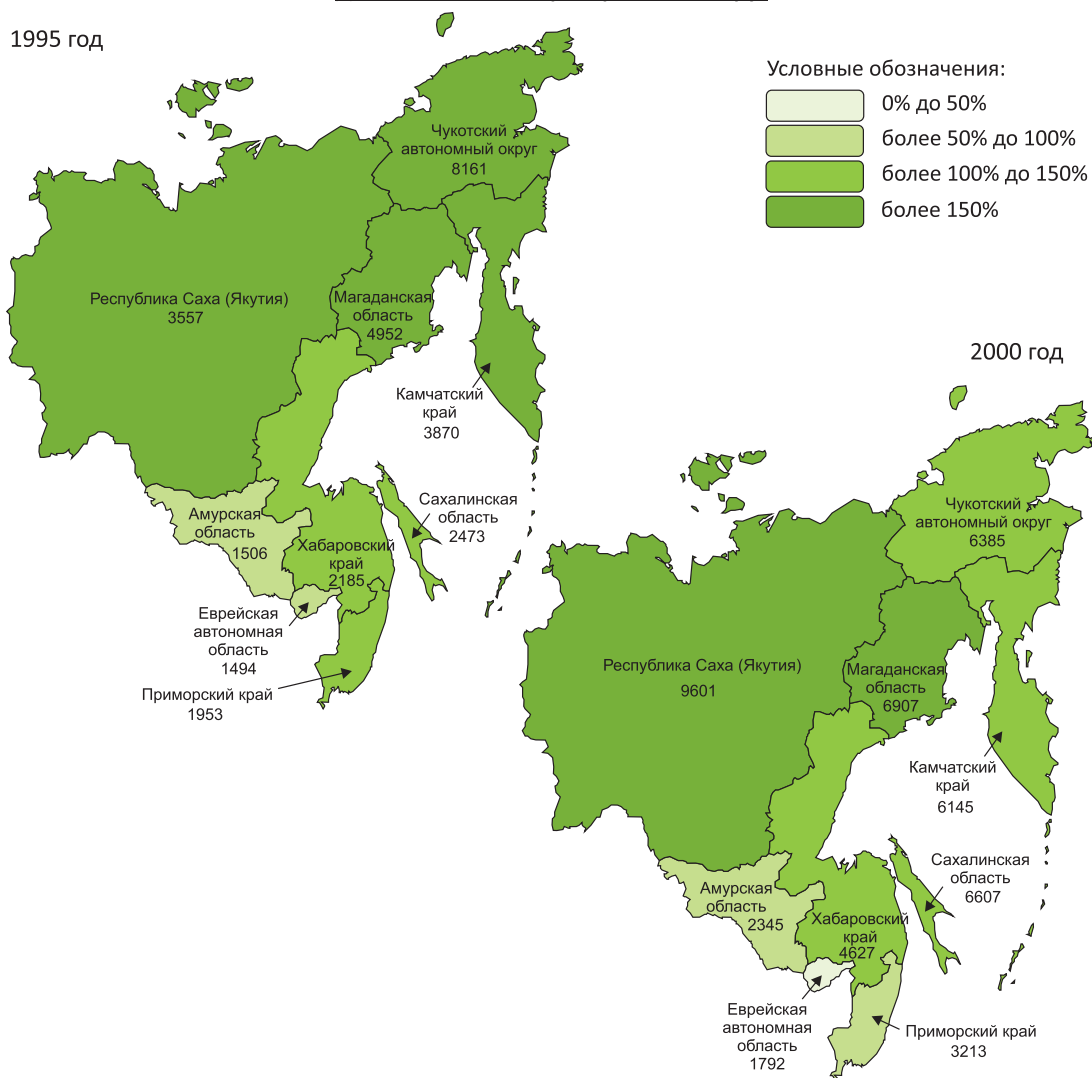 1995 год
Условные обозначения:
0% до 50%
более 50% до 100%
более 100% до 150%
более 150%
Чукотский
автономный округ
8161
Республика Саха (Якутия)
3557
Магаданская
область
4952
Камчатский
край
3870
Сахалинская
область
2473
Амурская
область
1506
Хабаровский
край
2185
Еврейская
автономная
область
1494
Приморский край
1953
2000 год
Чукотский
автономный округ
6385
Республика Саха (Якутия)
9601
Магаданская
область
6907
Камчатский
край
6145
Сахалинская
область
6607
Амурская
область
2345
Хабаровский
край
4627
Еврейская
автономная
область
1792
Приморский край
3213